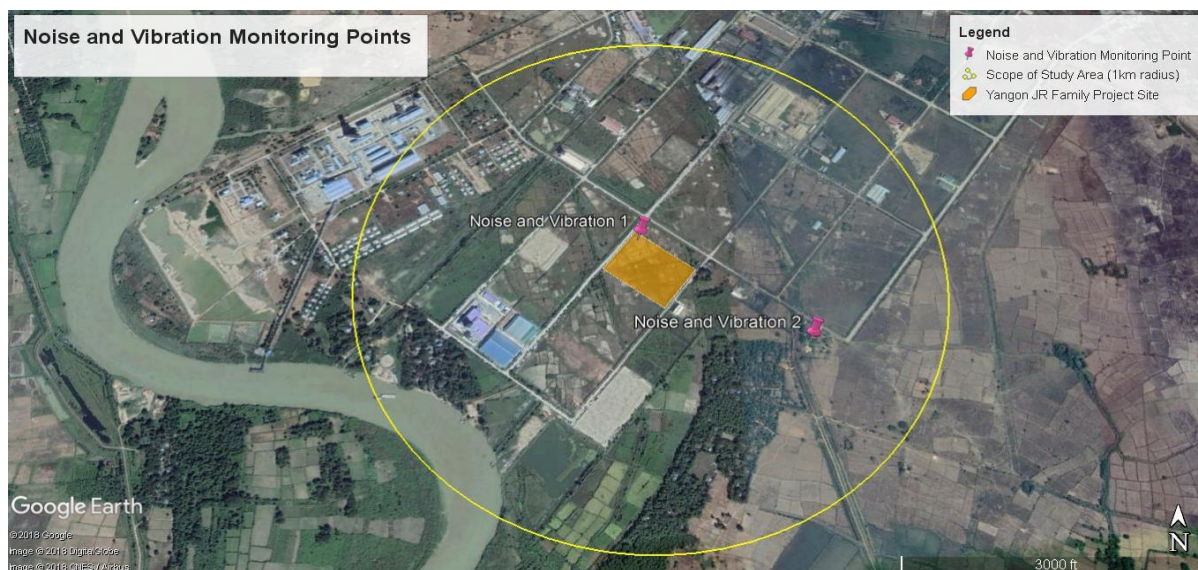 Noise and Vibration Monitoring Points
Legend
Noise and Vibration Monitoring Point
Scope of Study Area (1km radius)
Yangon JR Family Project Site
Noise and Vibration 1
Noise and Vibration 2
Google Earth
©2018 Google
Image © 2018 DigitalGlobe
Image © 2018 CNES / Airbus
3000 ft
N